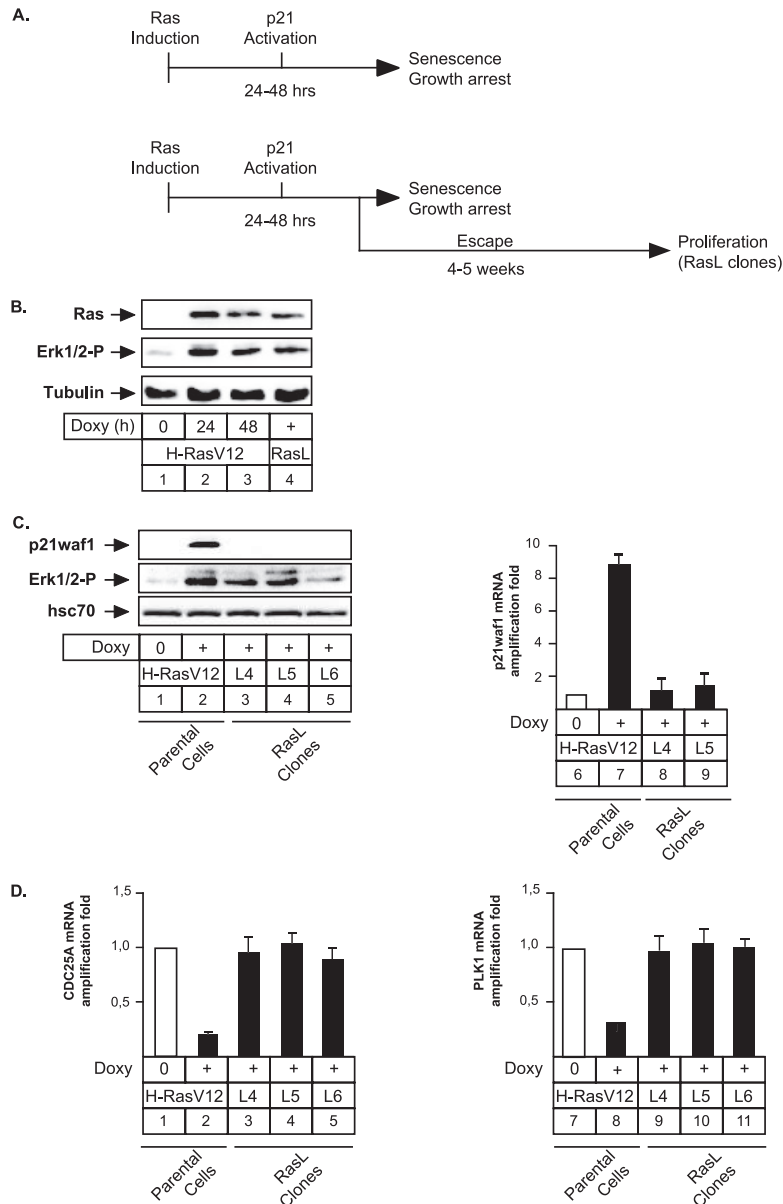 A.
Ras p21
Induction Activation
Senescence
Growth arrest
24-48 hrs
Ras p21
Induction Activation
Senescence
Growth arrest
24-48 hrs
Escape
4-5 weeks
Proliferation
(RasL clones)
B.
Ras
Erk1/2-P
Tubulin
Doxy (h) 0 24 48 +
H-RasV12 RasL
1 2 3 4
C.
p21waf1
Erk1/2-P
hsc70
Doxy 0 + + + +
H-RasV12 L4 L5 L6
1 2 3 4 5
Parental
Cells
RasL
Clones
p21waf1 mRNA
amplification fold
10
8
6
4
2
Doxy 0 + + +
H-RasV12 L4 L5
6 7 8 9
Parental
Cells
RasL
Clones
D.
CDC25A mRNA
amplification fold
1,5
1,0
0,5
Doxy 0 + + + +
H-RasV12 L4 L5 L6
1 2 3 4 5
Parental
Cells
RasL
Clones
PLK1 mRNA
amplification fold
1,5
1,0
0,5
Doxy 0 + + + +
H-RasV12 L4 L5 L6
7 8 9 10 11
Parental
Cells
RasL
Clones